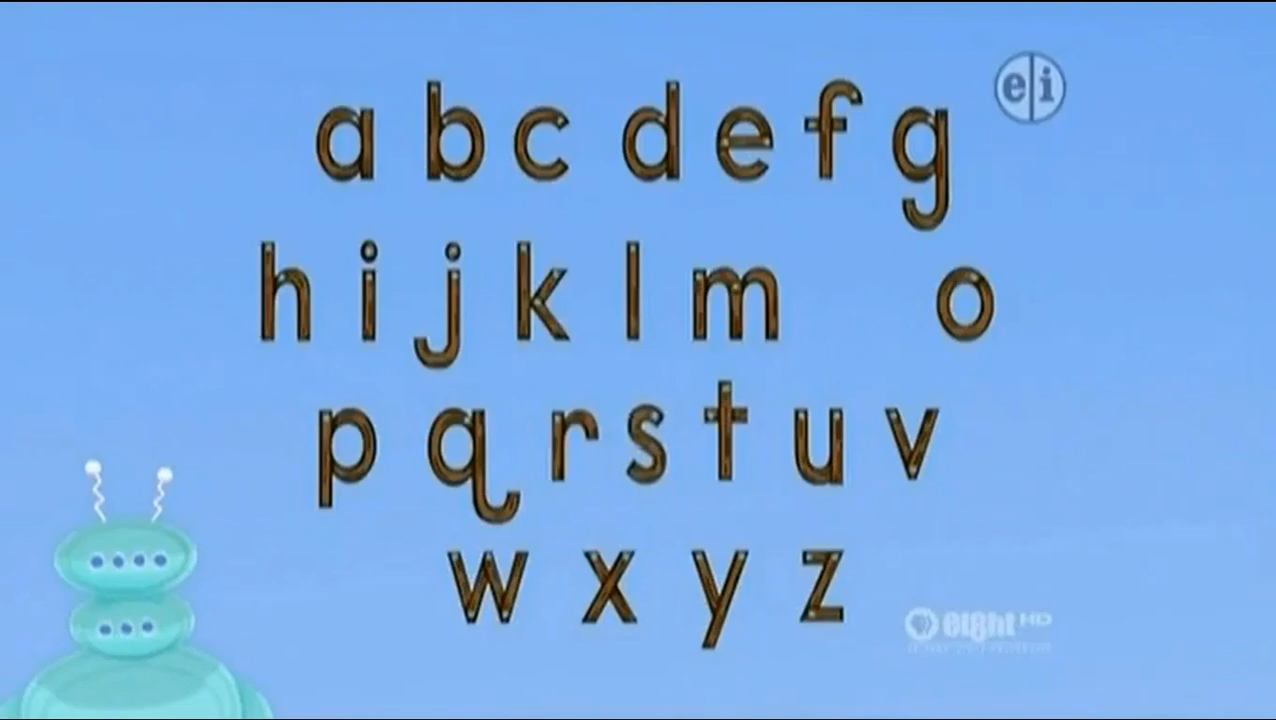 a b c d e f g
e i
h i j k l m o
p q r s t u v
w x y z
eight HD